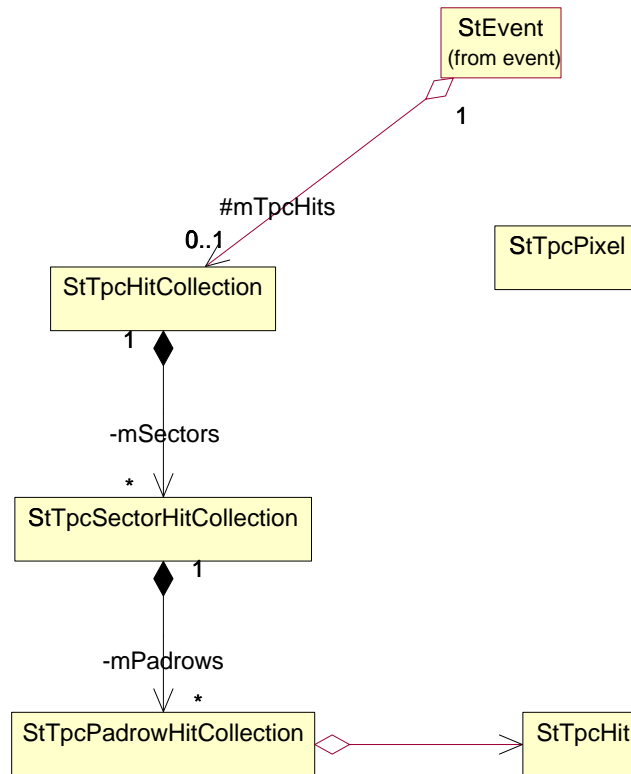 StEvent
(from event)
1
#mTpcHits
0..1
StTpcPixel
StTpcHitCollection
1
-mSectors
*
StTpcSectorHitCollection
1
-mPadrows
*
StTpcPadrowHitCollection
StTpcHit